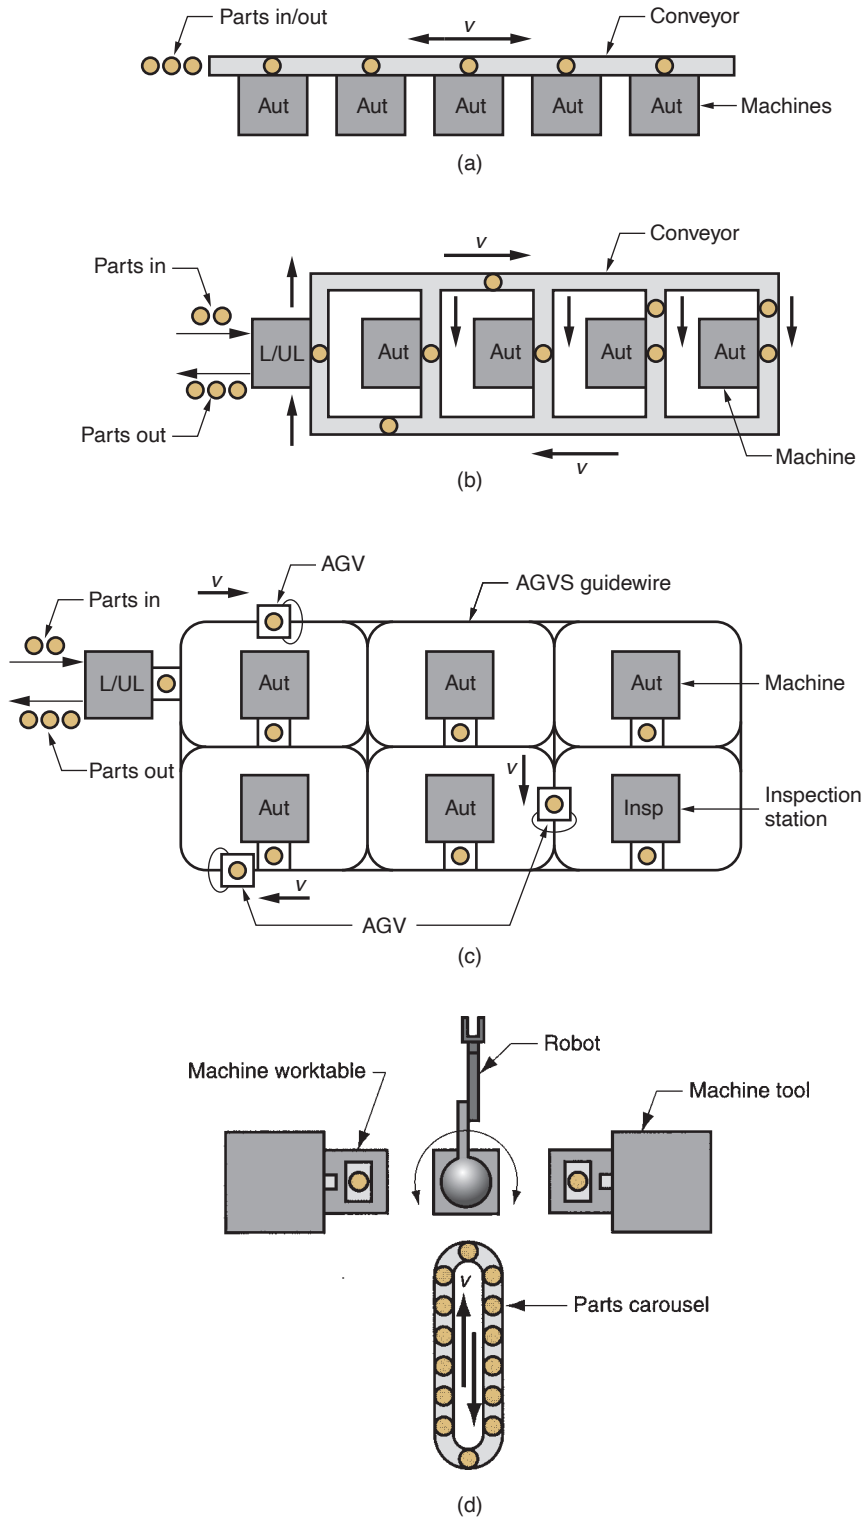 Parts in/out
v
Conveyor
Aut Aut Aut Aut Aut
Machines
(a)
v
Conveyor
Parts in
L/UL
Aut Aut Aut Aut
Parts out
Machine
v
(b)
AGV
v
AGVS guidewire
Parts in
L/UL
Aut Aut Aut
Machine
Parts out
v
Aut Aut Insp
Inspection
station
v
AGV
(c)
Robot
Machine worktable
Machine tool
v
Parts carousel
(d)